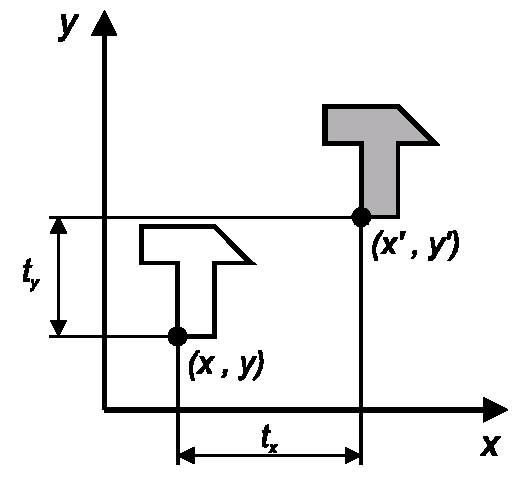 y
(x' , y')
t_y
(x , y)
t_x
x